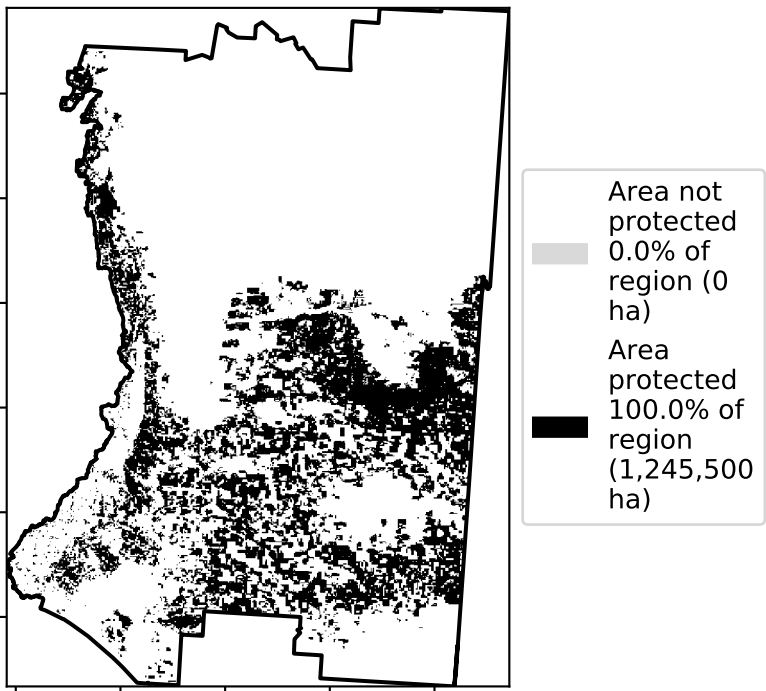 Area not
protected
0.0% of
region (0
ha)
Area
protected
100.0% of
region
(1,245,500
ha)